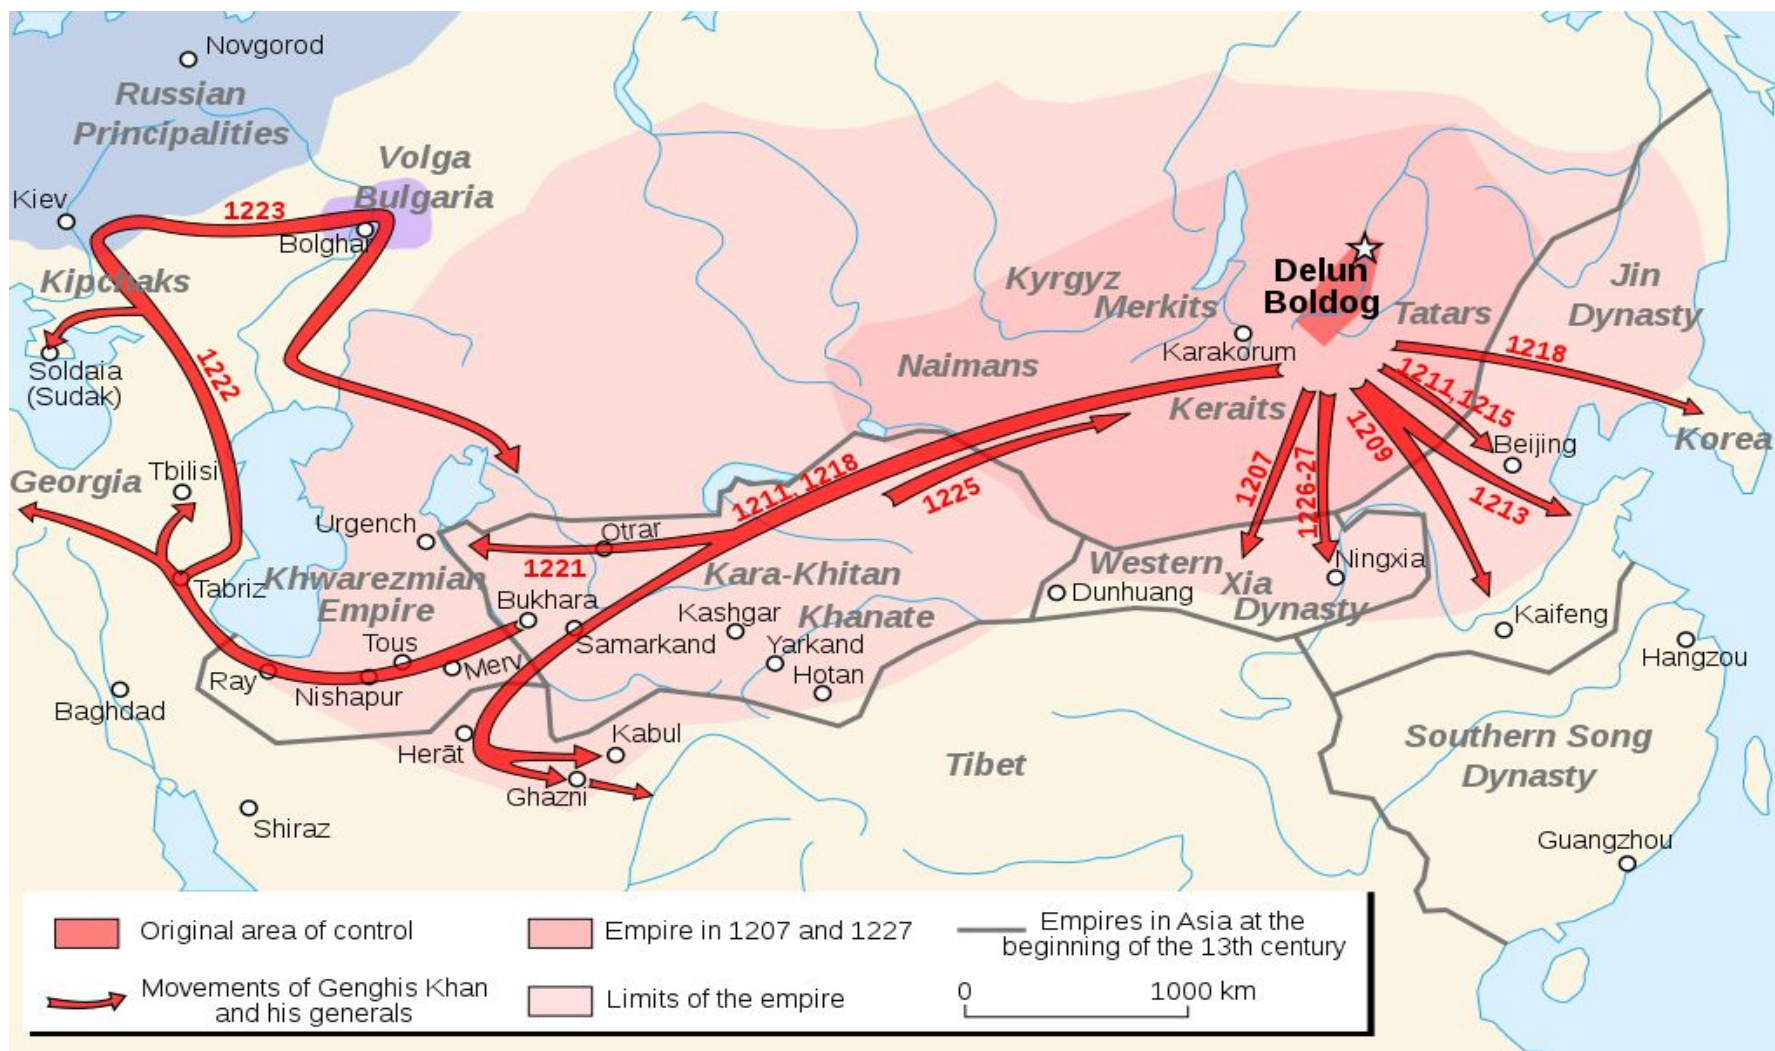 Novgorod
Russian
Principalities
Volga
Bulgaria
Kiev
1223
Bolghar
Kipchaks
Soldaia
(Sudak)
1222
Georgia
Tbilisi
Tabriz
Urgench
Khwarezmian
Empire
Otrar
1221
Bukhara
Samarkand
Tous
Merv
Ray
Nishapur
Baghdad
Herāt
Kabul
Ghazni
Shiraz
Kara-Khitan
Khanate
Kashgar
Yarkand
Hotan
1211, 1218
1225
Naimans
Kyrgyz
Merkits
Karakorum
Keraits
Delun
Boldog
Tatars
Jin
Dynasty
1218
1211,1215
1209
1207
1226-27
1213
Beijing
Korea
Western
Xia
Dynasty
Dunhuang
Ningxia
Kaifeng
Hangzou
Tibet
Southern Song
Dynasty
Guangzhou
Original area of control
Movements of Genghis Khan
and his generals
Empire in 1207 and 1227
Limits of the empire
Empires in Asia at the
beginning of the 13th century
0 1000 km